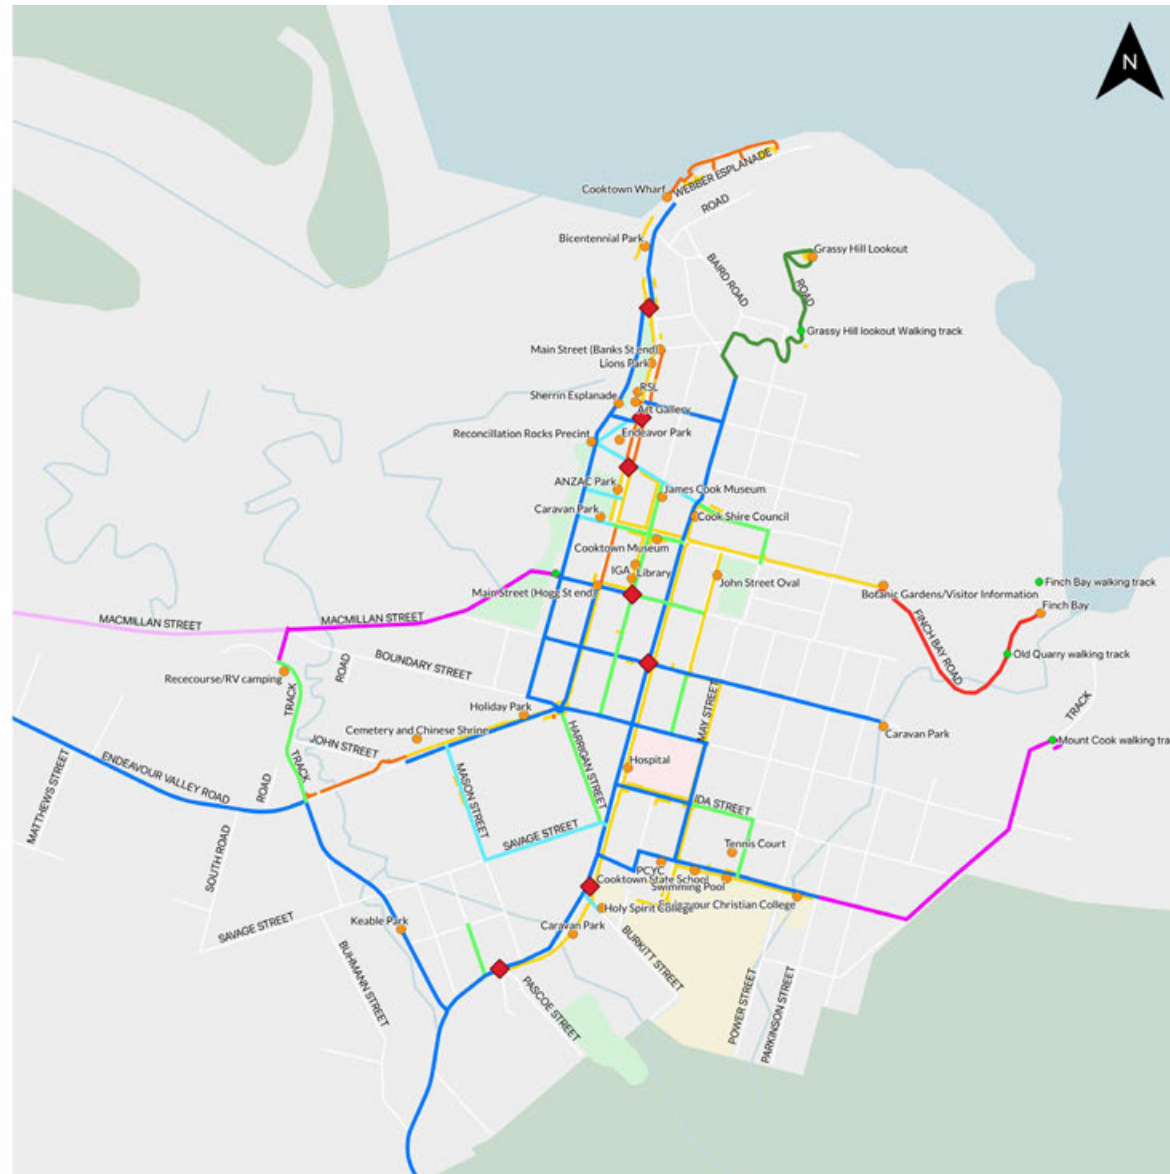 N
WEBBER ESPLANADE
Cooktown Wharf
ROAD
Bicentennial Park
Grassy Hill Lookout
BAIRD ROAD
ROAD
Grassy Hill lookout Walking track
Main Street (Banks St end)
Lions Park
RSL
Sherrin Esplanade
Art Gallery
Endeavor Park
Reconcillation Rocks Precint
ANZAC Park
James Cook Museum
Caravan Park
Cook Shire Council
Cooktown Museum
IGA
Library
John Street Oval
Main Street (Hogg St end)
Botanic Gardens/Visitor Information
Finch Bay walking track
Finch Bay
MACMILLAN STREET
MACMILLAN STREET
FINCH BAY ROAD
Old Quarry walking track
BOUNDARY STREET
ROAD
Rececourse/RV camping
TRACK
TRACK
MAY STREET
Holiday Park
Cemetery and Chinese Shrine
HARRIGAN STREET
Caravan Park
Mount Cook walking tra
JOHN STREET
TRACK
ENDEAVOUR VALLEY ROAD
ROAD
MASON STREET
Hospital
MATTHEWS STREET
IDA STREET
SAVAGE STREET
SOUTH ROAD
Tennis Court
PCYC
Cooktown State School
Swimming Pool
Endeavour Christian College
Holy Spirit College
Keable Park
Caravan Park
SAVAGE STREET
BURKITT STREET
BUHMANN STREET
PASCOE STREET
POWER STREET
PARKINSON STREET